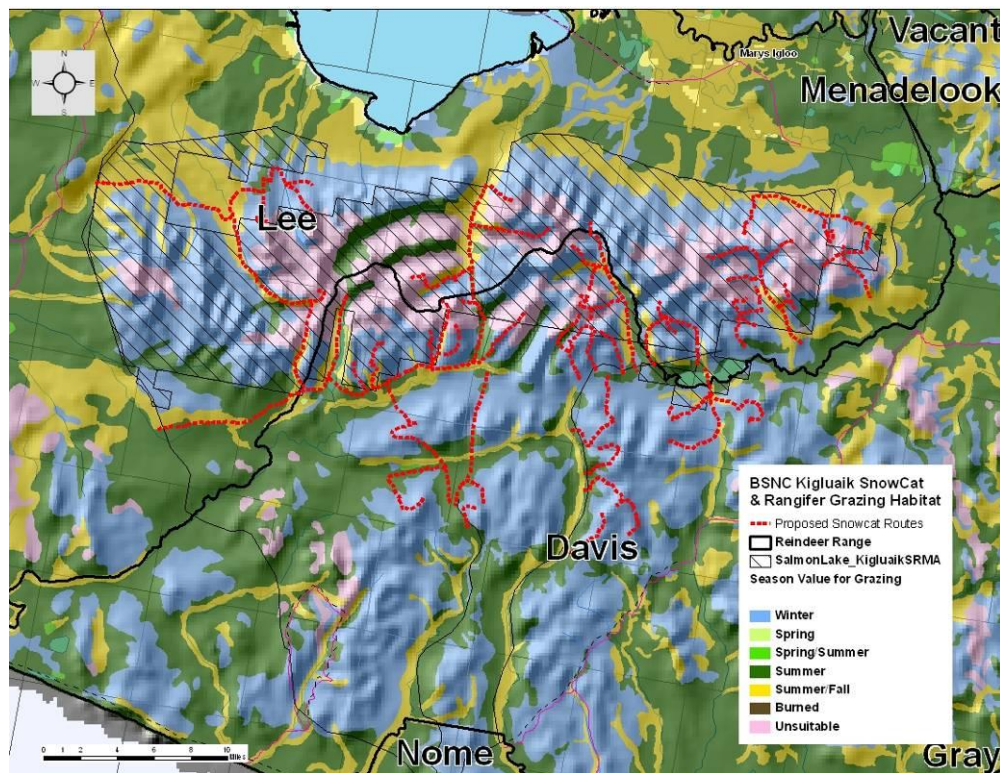 Vacant
Marys Igloo
Menadelook
N
W E
S
Lee
Davis
Nome
Gray
BSNC Kigluaik SnowCat
& Rangifer Grazing Habitat
Proposed Snowcat Routes
Reindeer Range
SalmonLake_KigluaikSRMA
Season Value for Grazing
Winter
Spring
Spring/Summer
Summer
Summer/Fall
Burned
Unsuitable
0 1 2 4 6 8 10
Miles